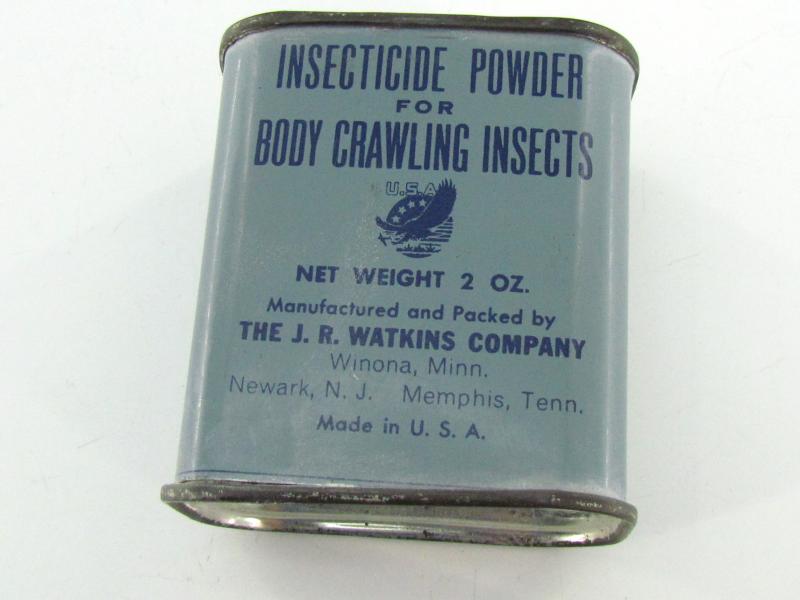 INSECTICIDE POWDER
FOR
BODY CRAWLING INSECTS
U.S.A
NET WEIGHT 2 OZ.
Manufactured and Packed by
THE J. R. WATKINS COMPANY
Winona, Minn.
Newark, N. J. Memphis, Tenn.
Made in U. S. A.